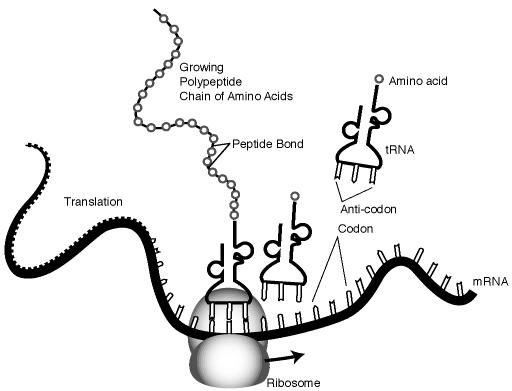 Growing
Polypeptide
Chain of Amino Acids
Amino acid
Peptide Bond
tRNA
Translation
Anti-codon
Codon
mRNA
Ribosome